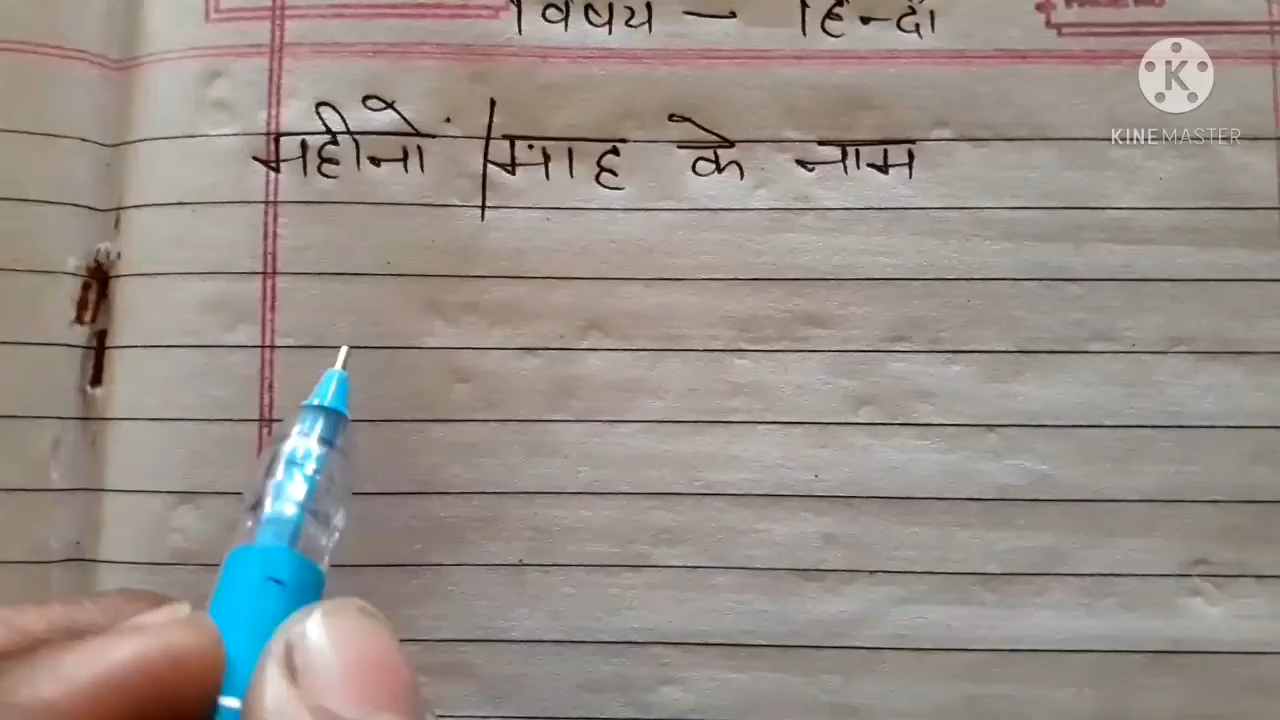 विषय — हिन्दी
KINEMASTER
महीनो / मांह के नाम